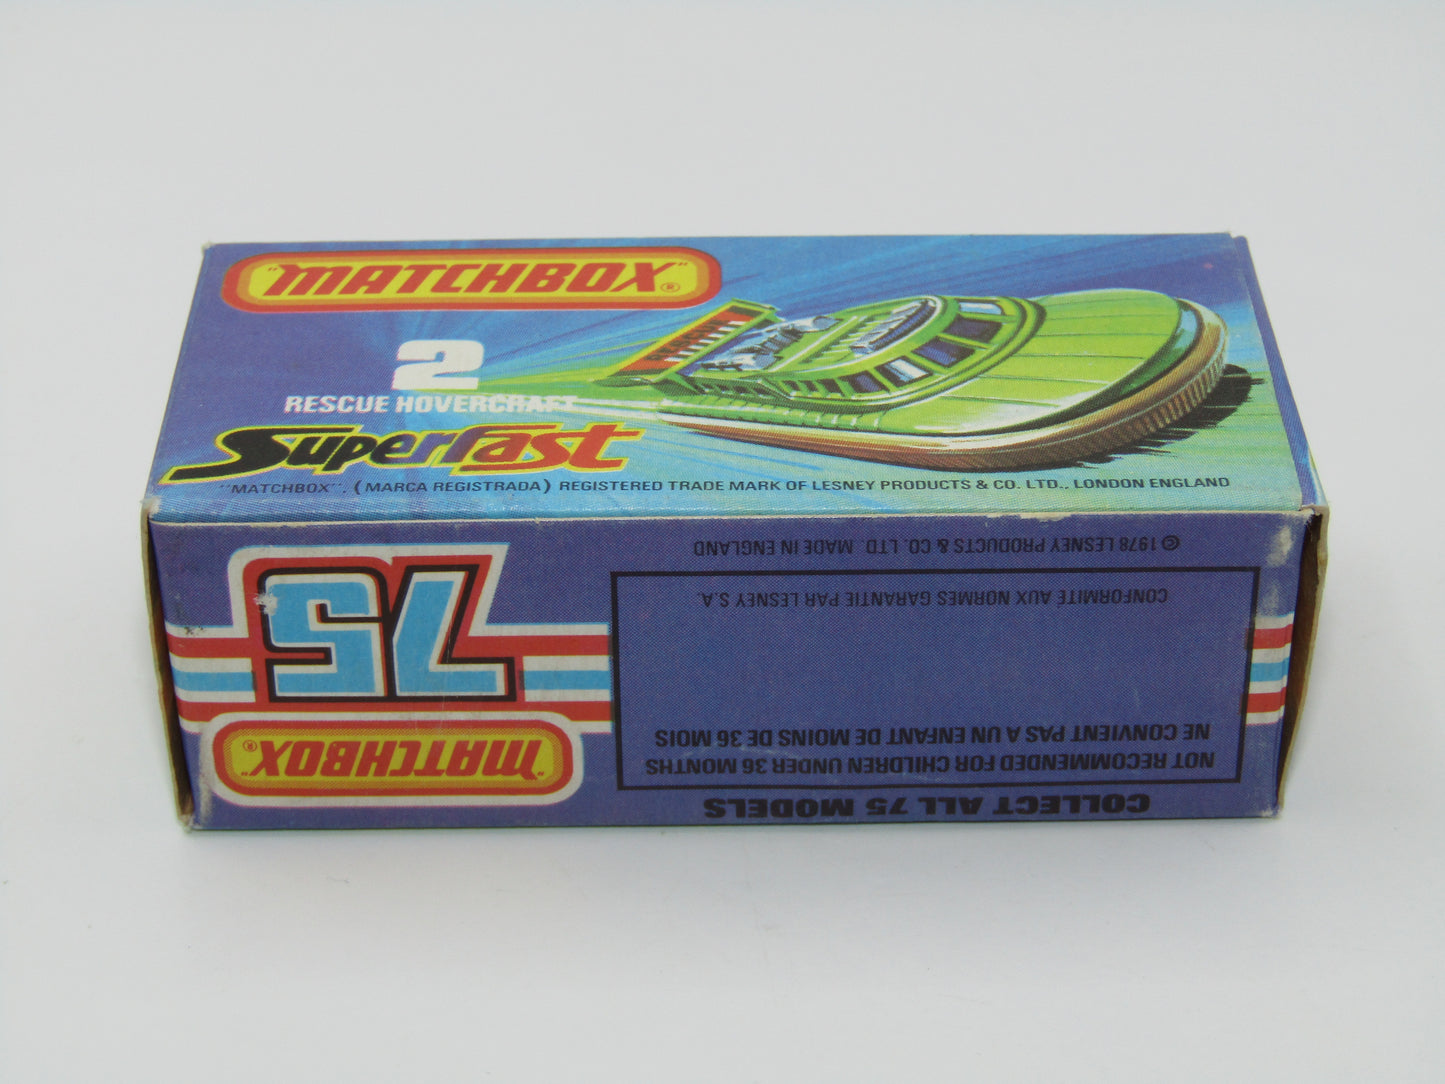 "MATCHBOX"®
2
RESCUE HOVERCRAFT
Superfast
RESCUE
"MATCHBOX". (MARCA REGISTRADA) REGISTERED TRADE MARK OF LESNEY PRODUCTS & CO. LTD., LONDON ENGLAND
COLLECT ALL 75 MODELS
NOT RECOMMENDED FOR CHILDREN UNDER 36 MONTHS
NE CONVIENT PAS A UN ENFANT DE MOINS DE 36 MOIS
CONFORMITÉ AUX NORMES GARANTIE PAR LESNEY S.A.
© 1978 LESNEY PRODUCTS & CO. LTD. MADE IN ENGLAND
"MATCHBOX"®
75